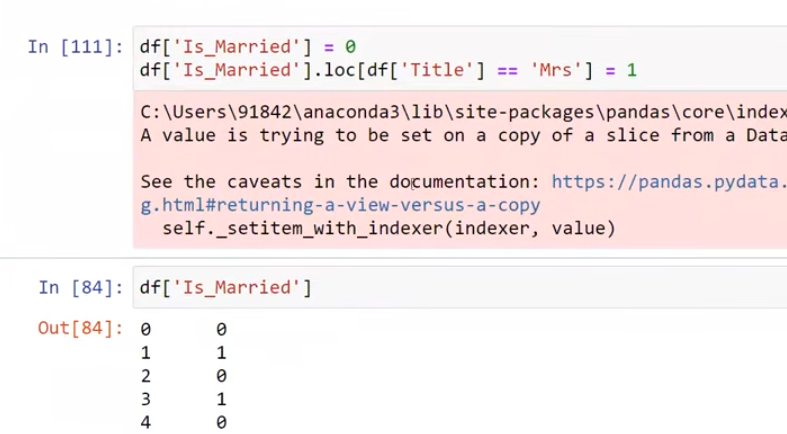 In [111]: df['Is_Married'] = 0
df['Is_Married'].loc[df['Title'] == 'Mrs'] = 1
C:\Users\91842\anaconda3\lib\site-packages\pandas\core\index
A value is trying to be set on a copy of a slice from a Data
See the caveats in the documentation: https://pandas.pydata.
g.html#returning-a-view-versus-a-copy
self._setitem_with_indexer(indexer, value)
In [84]: df['Is_Married']
Out[84]: 0 0
1 1
2 0
3 1
4 0